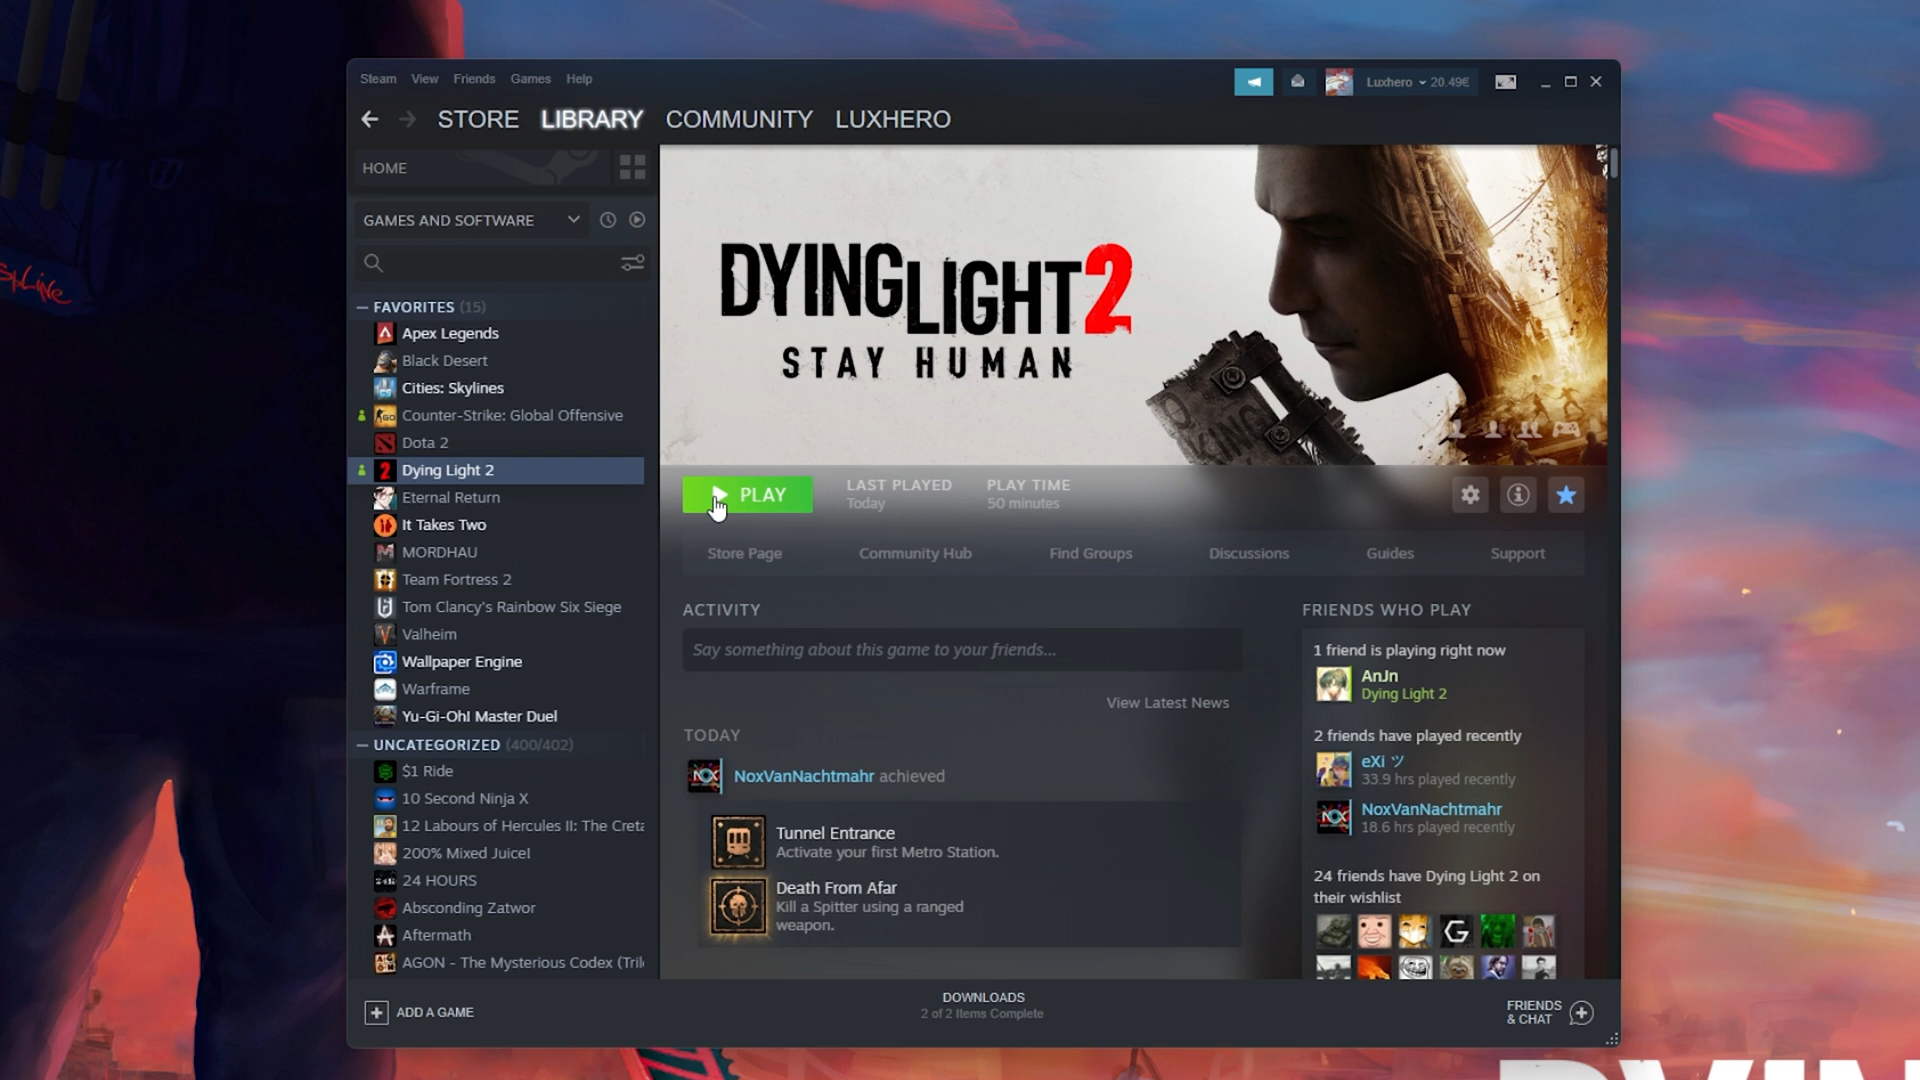 Steam View Friends Games Help
Luxhero 20.49€
STORE LIBRARY COMMUNITY LUXHERO
HOME
GAMES AND SOFTWARE
FAVORITES (15)
Apex Legends
Black Desert
Cities: Skylines
Counter-Strike: Global Offensive
Dota 2
Dying Light 2
Eternal Return
It Takes Two
MORDHAU
Team Fortress 2
Tom Clancy's Rainbow Six Siege
Valheim
Wallpaper Engine
Warframe
Yu-Gi-Oh! Master Duel
UNCATEGORIZED (400/402)
$1 Ride
10 Second Ninja X
12 Labours of Hercules II: The Creta
200% Mixed Juice!
24 HOURS
Absconding Zatwor
Aftermath
AGON - The Mysterious Codex (Tril
ADD A GAME
DYING LIGHT 2
STAY HUMAN
PLAY
LAST PLAYED
Today
PLAY TIME
50 minutes
Store Page Community Hub Find Groups Discussions Guides Support
ACTIVITY
Say something about this game to your friends...
View Latest News
TODAY
NoxVanNachtmahr achieved
Tunnel Entrance
Activate your first Metro Station.
Death From Afar
Kill a Spitter using a ranged
weapon.
FRIENDS WHO PLAY
1 friend is playing right now
AnJn
Dying Light 2
2 friends have played recently
eXi ツ
33.9 hrs played recently
NoxVanNachtmahr
18.6 hrs played recently
24 friends have Dying Light 2 on
their wishlist
DOWNLOADS
2 of 2 Items Complete
FRIENDS
& CHAT